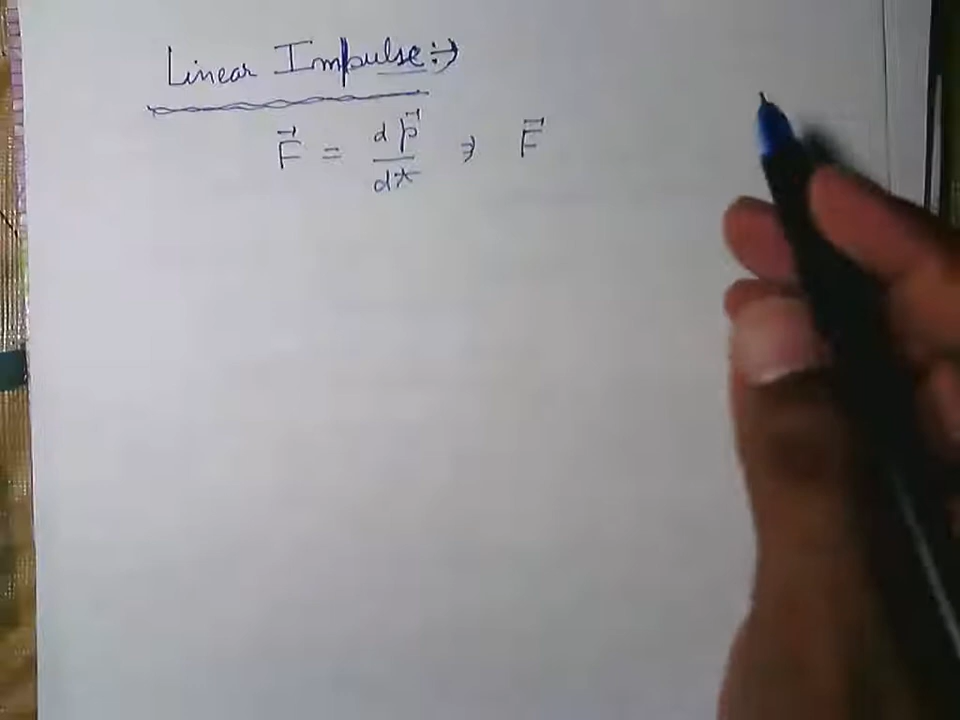 Linear Impulse :→
F⃗ = dp⃗/dt ⇒ F⃗